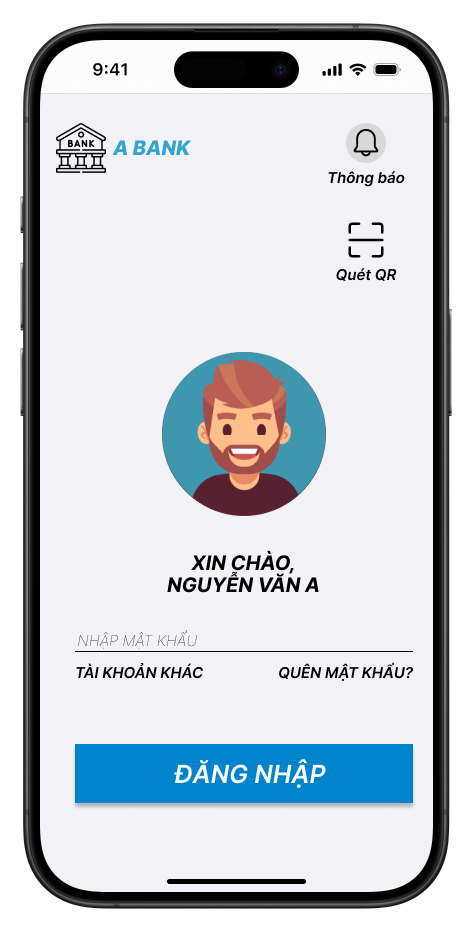 9:41
BANK
A BANK
Thông báo
Quét QR
XIN CHÀO,
NGUYỄN VĂN A
NHẬP MẬT KHẨU
TÀI KHOẢN KHÁC
QUÊN MẬT KHẨU?
ĐĂNG NHẬP